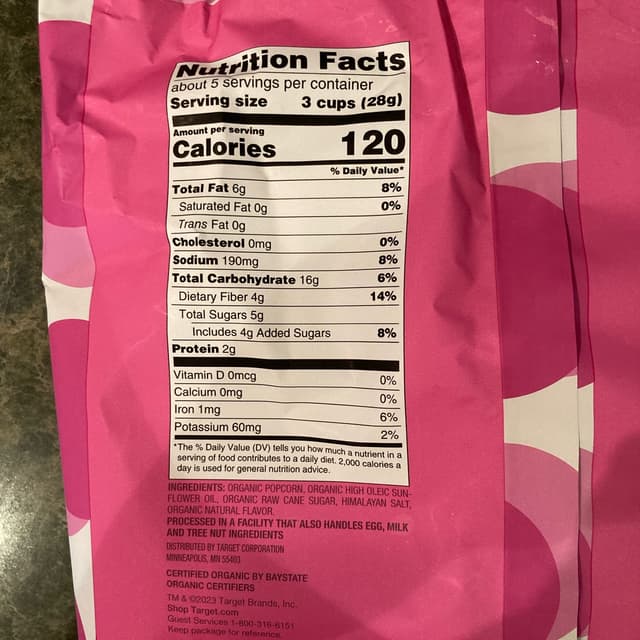 Nutrition Facts
about 5 servings per container
Serving size 3 cups (28g)
Amount per serving
Calories 120
% Daily Value*
Total Fat 6g 8%
Saturated Fat 0g 0%
Trans Fat 0g
Cholesterol 0mg 0%
Sodium 190mg 8%
Total Carbohydrate 16g 6%
Dietary Fiber 4g 14%
Total Sugars 5g
Includes 4g Added Sugars 8%
Protein 2g
Vitamin D 0mcg 0%
Calcium 0mg 0%
Iron 1mg 6%
Potassium 60mg 2%
*The % Daily Value (DV) tells you how much a nutrient in a
serving of food contributes to a daily diet. 2,000 calories a
day is used for general nutrition advice.
INGREDIENTS: ORGANIC POPCORN, ORGANIC HIGH OLEIC SUN-
FLOWER OIL, ORGANIC RAW CANE SUGAR, HIMALAYAN SALT,
ORGANIC NATURAL FLAVOR.
PROCESSED IN A FACILITY THAT ALSO HANDLES EGG, MILK
AND TREE NUT INGREDIENTS
DISTRIBUTED BY TARGET CORPORATION
MINNEAPOLIS, MN 55403
CERTIFIED ORGANIC BY BAYSTATE
ORGANIC CERTIFIERS
TM & ©2023 Target Brands, Inc.
Shop Target.com
Guest Services 1-800-316-6151
Keep package for reference.